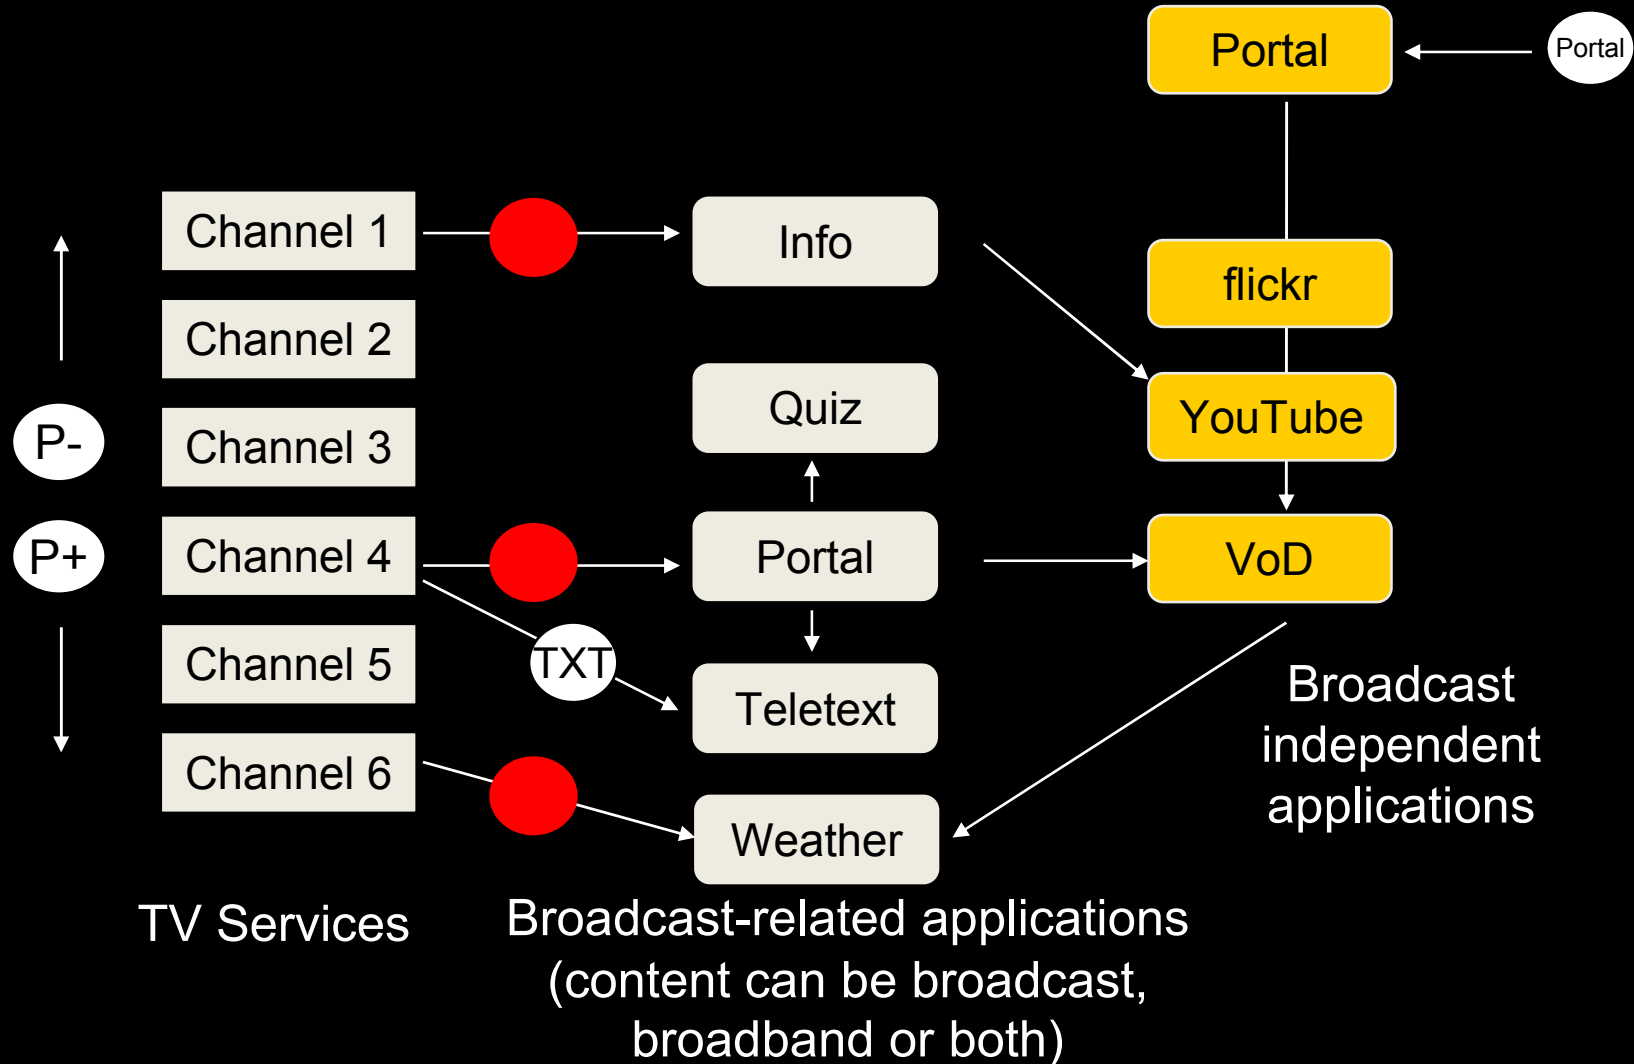 Portal
Portal
Channel 1
Info
flickr
Channel 2
Quiz
YouTube
P-
Channel 3
P+
Channel 4
Portal
VoD
TXT
Channel 5
Teletext
Broadcast
independent
applications
Channel 6
Weather
TV Services
Broadcast-related applications
(content can be broadcast,
broadband or both)